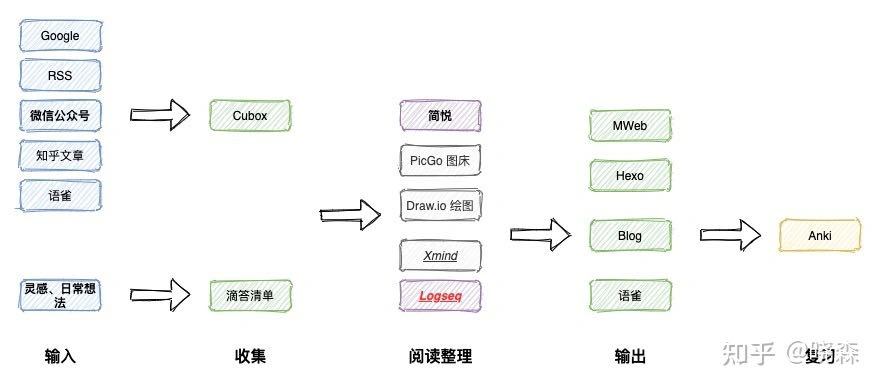 Google
RSS
微信公众号
知乎文章
语雀
灵感、日常想
法
输入
Cubox
滴答清单
收集
简悦
PicGo 图床
Draw.io 绘图
Xmind
Logseq
阅读整理
MWeb
Hexo
Blog
语雀
输出
Anki
复习
知乎 @晓森